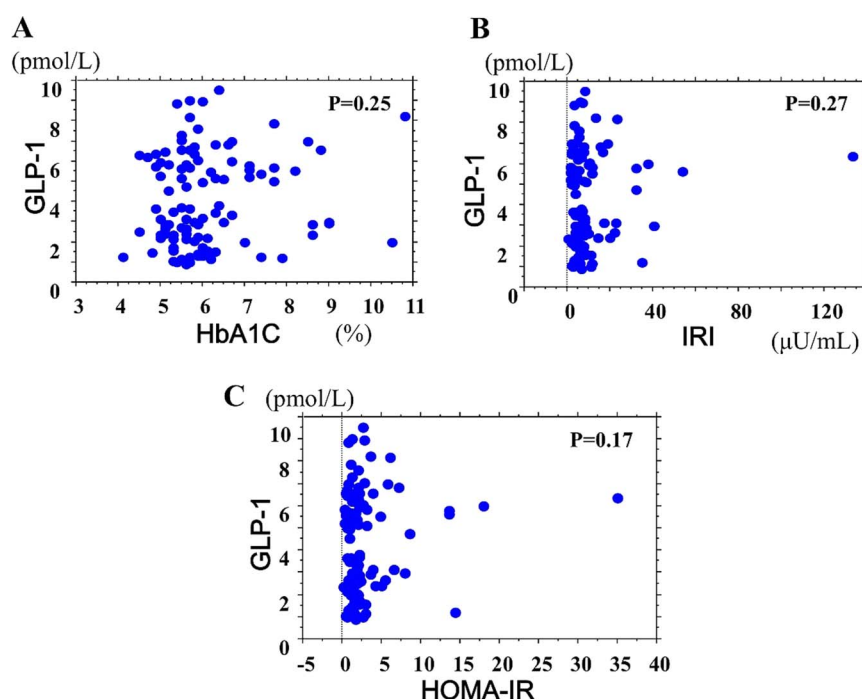 A
(pmol/L)
10
8
6
4
2
0
GLP-1
P=0.25
3 4 5 6 7 8 9 10 11
HbA1C (%)
B
(pmol/L)
10
8
6
4
2
0
GLP-1
P=0.27
0 40 80 120
IRI (μU/mL)
C
(pmol/L)
10
8
6
4
2
0
GLP-1
P=0.17
-5 0 5 10 15 20 25 30 35 40
HOMA-IR